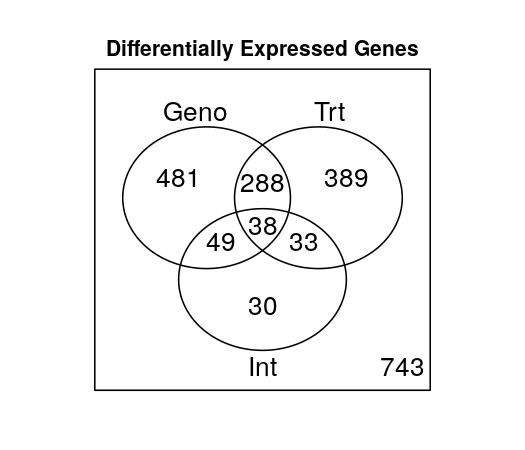 Differentially Expressed Genes
Geno Trt
481 288 389
38
49 33
30
Int 743